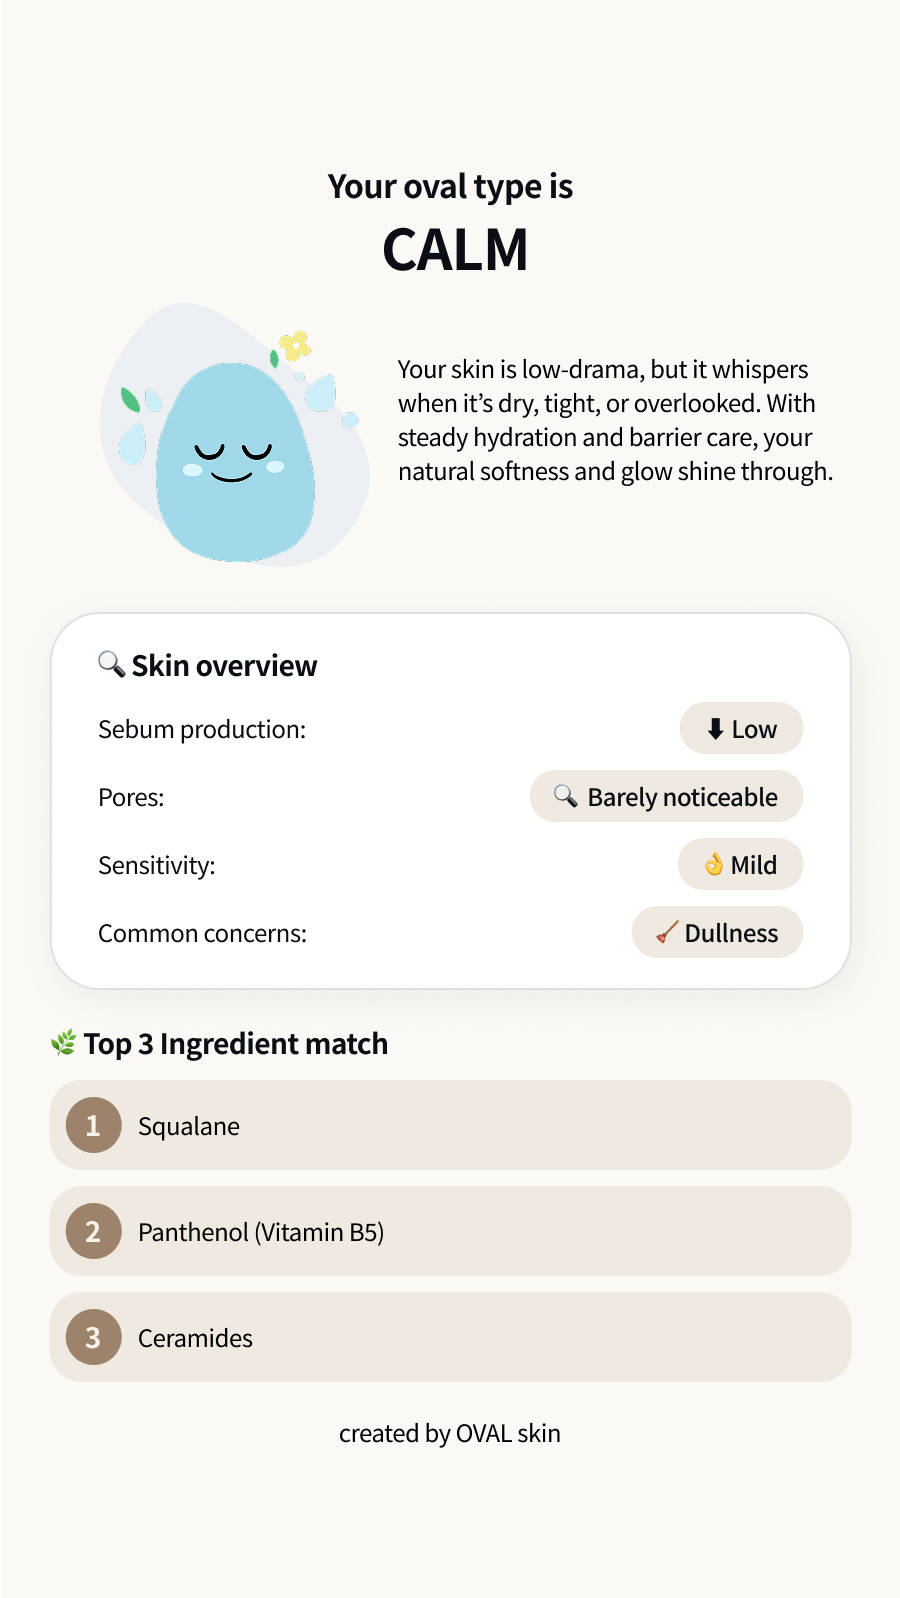 Your oval type is
CALM
Your skin is low-drama, but it whispers
when it’s dry, tight, or overlooked. With
steady hydration and barrier care, your
natural softness and glow shine through.
🔍 Skin overview
Sebum production: ⬇ Low
Pores: 🔍 Barely noticeable
Sensitivity: 👌 Mild
Common concerns: 🧹 Dullness
🌿 Top 3 Ingredient match
1 Squalane
2 Panthenol (Vitamin B5)
3 Ceramides
created by OVAL skin